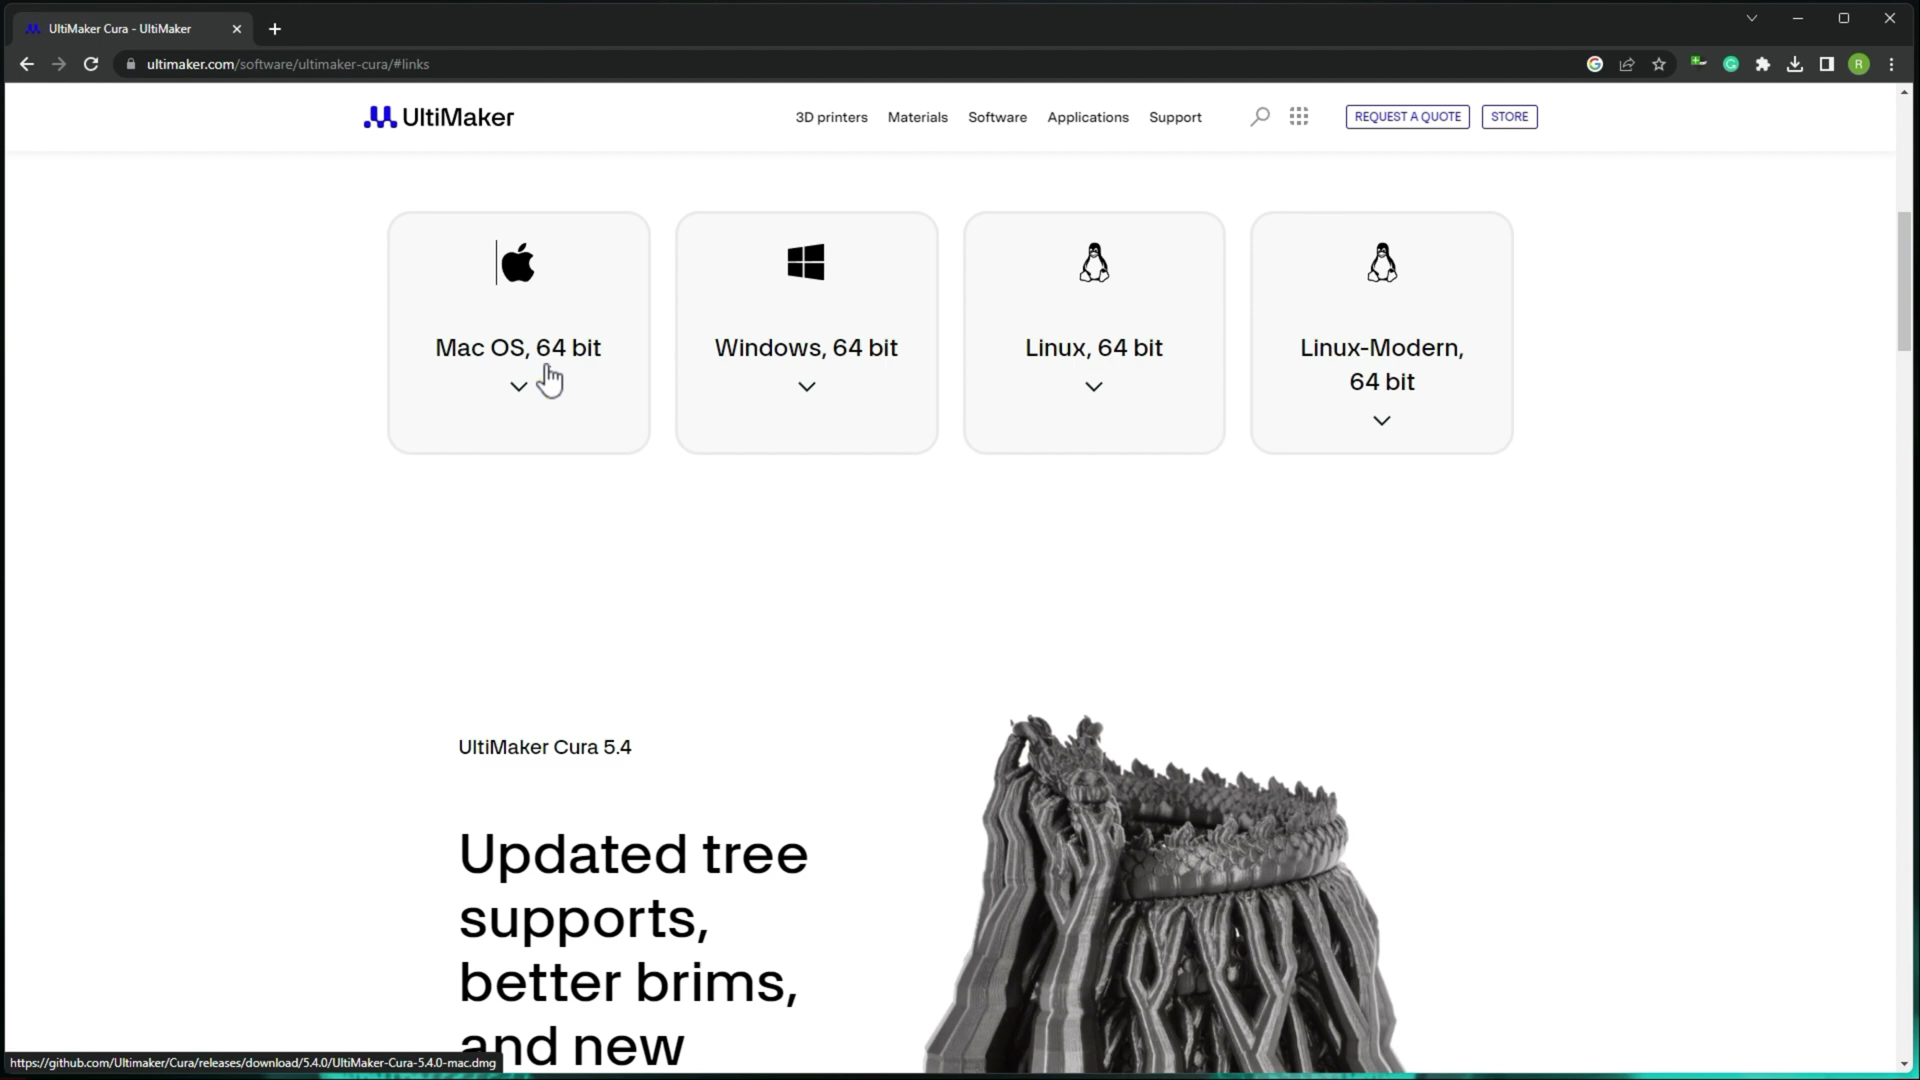 UltiMaker Cura - UltiMaker
ultimaker.com/software/ultimaker-cura/#links
R
UltiMaker
3D printers
Materials
Software
Applications
Support
REQUEST A QUOTE
STORE
Mac OS, 64 bit
Windows, 64 bit
Linux, 64 bit
Linux-Modern,
64 bit
UltiMaker Cura 5.4
Updated tree
supports,
better brims,
and new
https://github.com/Ultimaker/Cura/releases/download/5.4.0/UltiMaker-Cura-5.4.0-mac.dmg